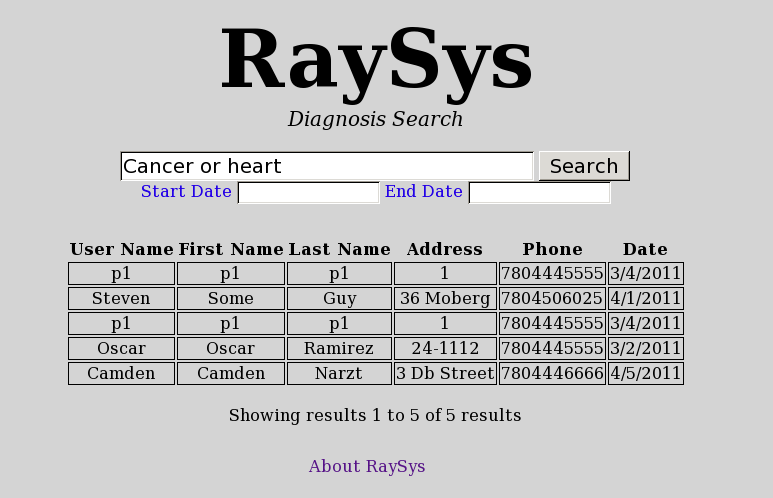 RaySys
Diagnosis Search
Cancer or heart Search
Start Date End Date
User Name First Name Last Name Address Phone Date
p1 p1 p1 1 7804445555 3/4/2011
Steven Some Guy 36 Moberg 7804506025 4/1/2011
p1 p1 p1 1 7804445555 3/4/2011
Oscar Oscar Ramirez 24-1112 7804445555 3/2/2011
Camden Camden Narzt 3 Db Street 7804446666 4/5/2011
Showing results 1 to 5 of 5 results
About RaySys